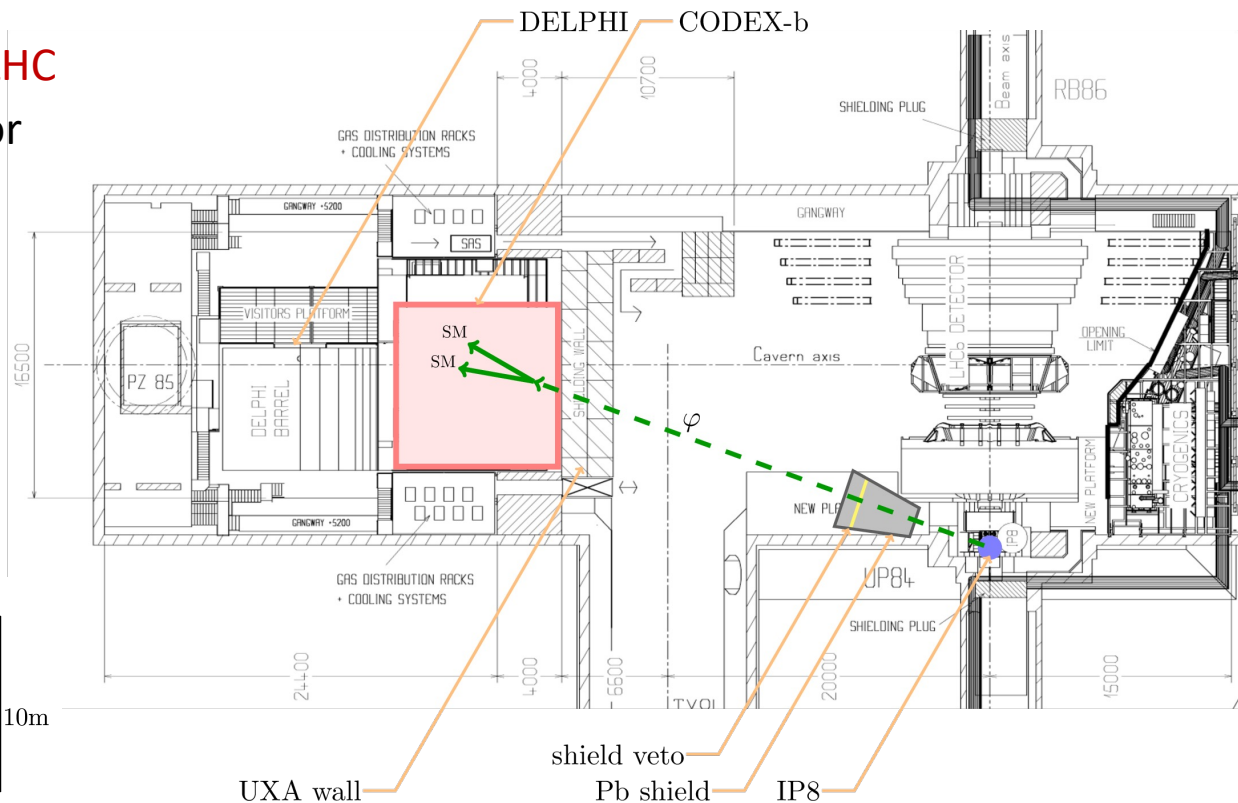 DELPHI
CODEX-b
HC
or
4000
10700
Beam axis
RB86
SHIELDING PLUG
GAS DISTRIBUTION RACKS
+ COOLING SYSTEMS
GANGWAY +5200
SAS
GANGWAY
16500
VISITORS PLATFORM
SM
SM
LHCb DETECTOR
OPENING
LIMIT
Cavern axis
PZ 85
DELPHI
BARREL
SHIELDING WALL
φ
CRYOGENICS
NEW PLATFORM
NEW PLA
IP8
GANGWAY +5200
UP84
GAS DISTRIBUTION RACKS
+ COOLING SYSTEMS
SHIELDING PLUG
24400
4000
6600
20000
15000
10m
shield veto
UXA wall
Pb shield
IP8